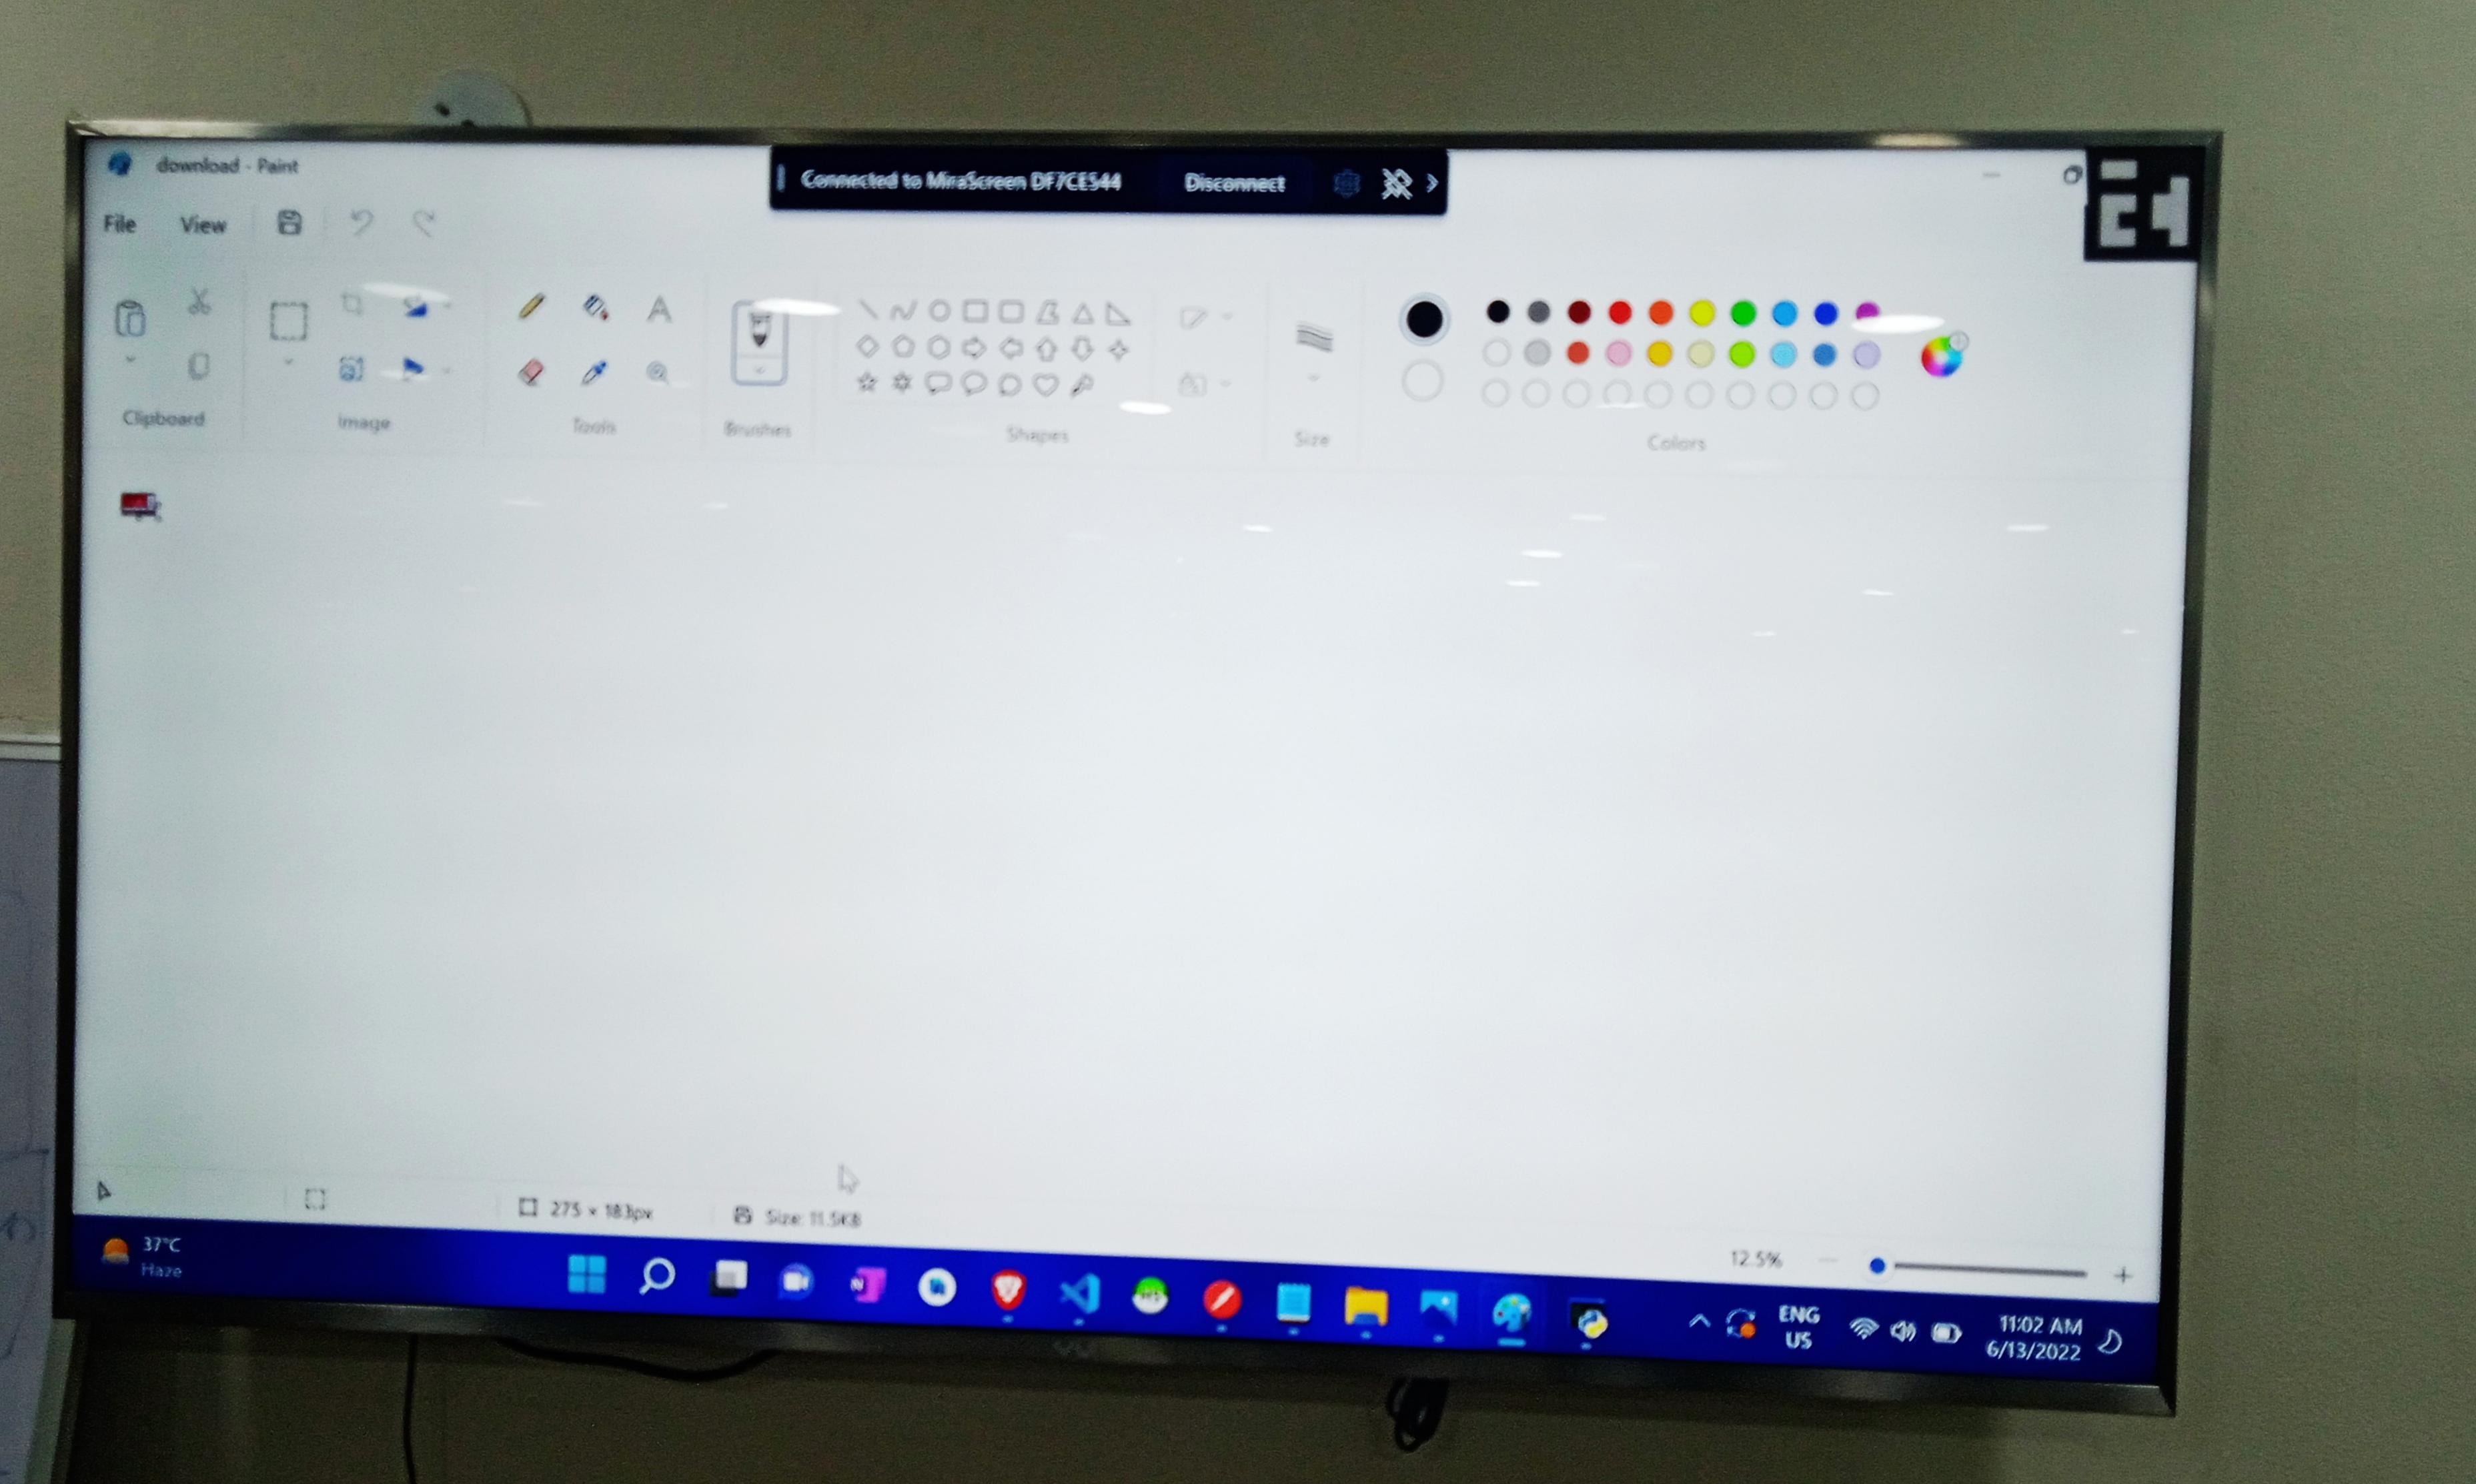 download - Paint
Connected to MiraScreen DF7CE544 Disconnect
File View
Clipboard
Image
Tools
Brushes
Shapes
Size
Colors
275 × 183px
Size: 11.5KB
12.5%
37°C
Haze
ENG
US
11:02 AM
6/13/2022